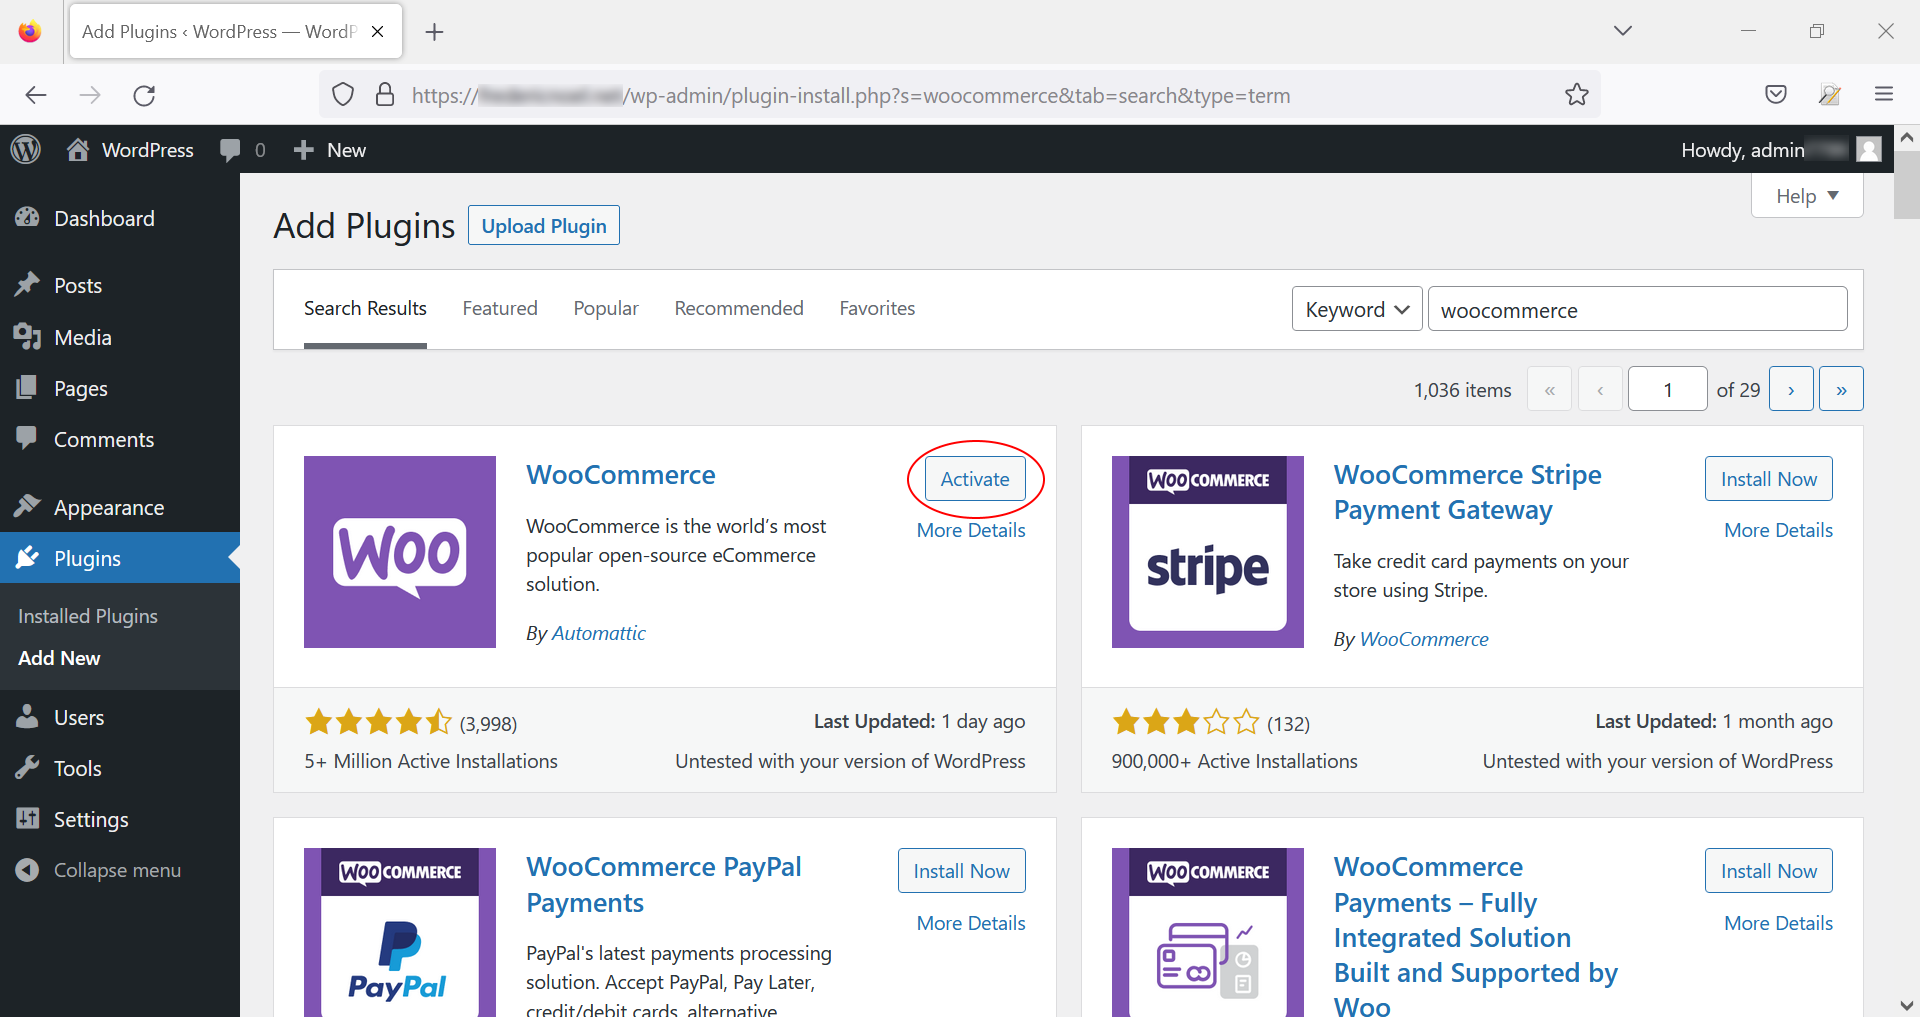 Add Plugins ‹ WordPress — WordP
https:// /wp-admin/plugin-install.php?s=woocommerce&tab=search&type=term
WordPress
0
New
Howdy, admin
Dashboard
Posts
Media
Pages
Comments
Appearance
Plugins
Installed Plugins
Add New
Users
Tools
Settings
Collapse menu
Help
Add Plugins
Upload Plugin
Search Results
Featured
Popular
Recommended
Favorites
Keyword
woocommerce
1,036 items
«
‹
1
of 29
›
»
WOO
WooCommerce
Activate
More Details
WooCommerce is the world’s most
popular open-source eCommerce
solution.
By Automattic
(3,998)
5+ Million Active Installations
Last Updated: 1 day ago
Untested with your version of WordPress
WOOCOMMERCE
stripe
WooCommerce Stripe
Payment Gateway
Install Now
More Details
Take credit card payments on your
store using Stripe.
By WooCommerce
(132)
900,000+ Active Installations
Last Updated: 1 month ago
Untested with your version of WordPress
WOOCOMMERCE
PayPal
WooCommerce PayPal
Payments
Install Now
More Details
PayPal's latest payments processing
solution. Accept PayPal, Pay Later,
credit/debit cards, alternative
WOOCOMMERCE
WooCommerce
Payments – Fully
Integrated Solution
Built and Supported by
Woo
Install Now
More Details